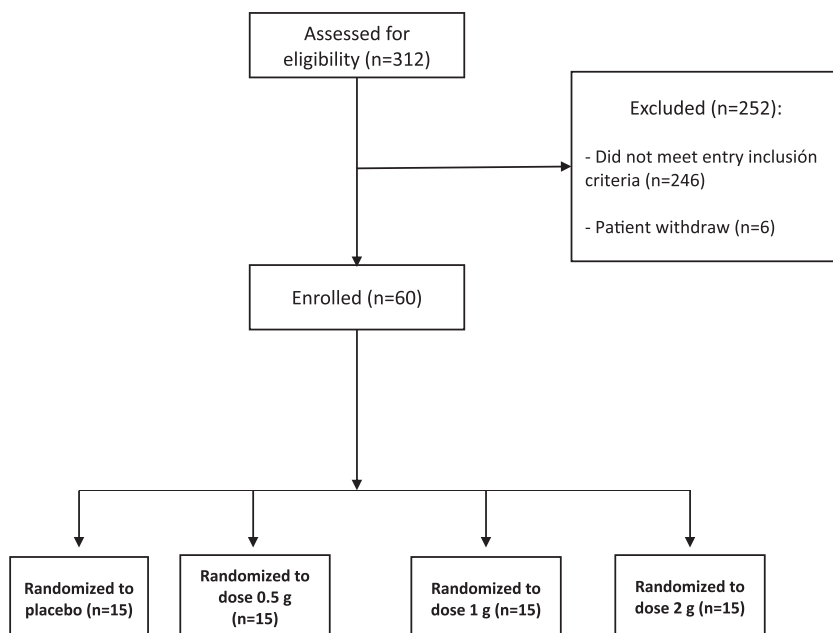 Assessed for
eligibility (n=312)
Excluded (n=252):
- Did not meet entry inclusión
criteria (n=246)
- Patient withdraw (n=6)
Enrolled (n=60)
Randomized to
placebo (n=15)
Randomized to
dose 0.5 g
(n=15)
Randomized to
dose 1 g (n=15)
Randomized to
dose 2 g (n=15)